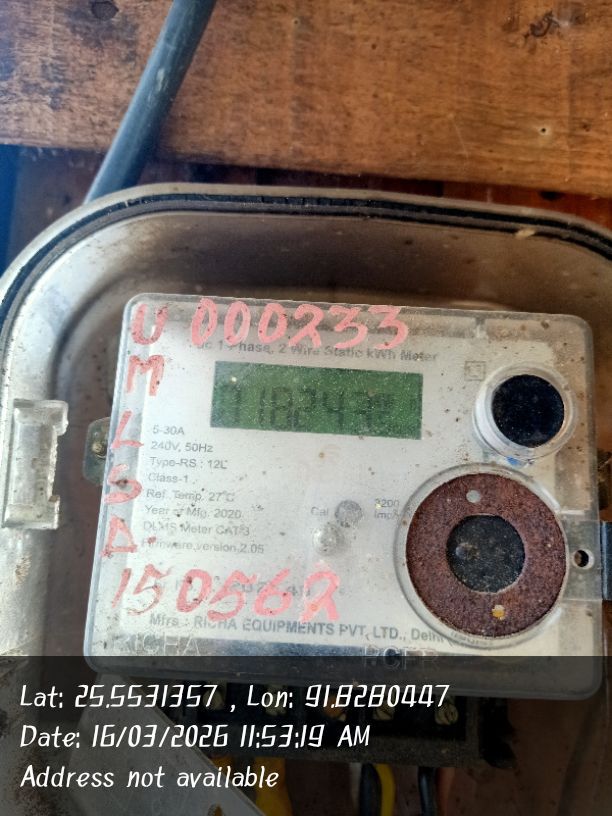 U 000233
1 Phase, 2 Wire Static kWh Meter
M
5-30A
240V, 50Hz
Type-RS : 12L
L
Class-1
Ref. Temp. 27°C
S
Year of Mfg. 2020
Cal
3200
DLMS Meter CAT
D
Firmware version 2.05
150562
Mfrs : RICHA EQUIPMENTS PVT. LTD., Delhi
Lat: 25.5531357 , Lon: 91.8280447
Date: 16/03/2026 11:53:19 AM
Address not available